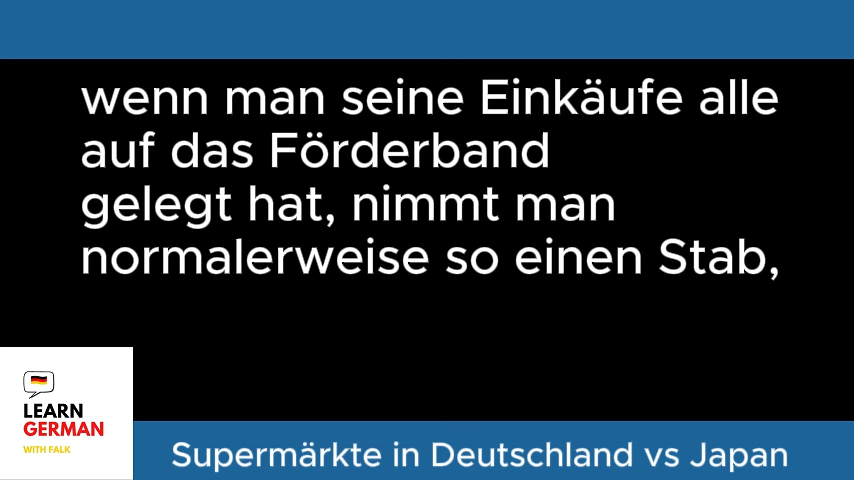 wenn man seine Einkäufe alle
auf das Förderband
gelegt hat, nimmt man
normalerweise so einen Stab,
LEARN
GERMAN
WITH FALK
Supermärkte in Deutschland vs Japan